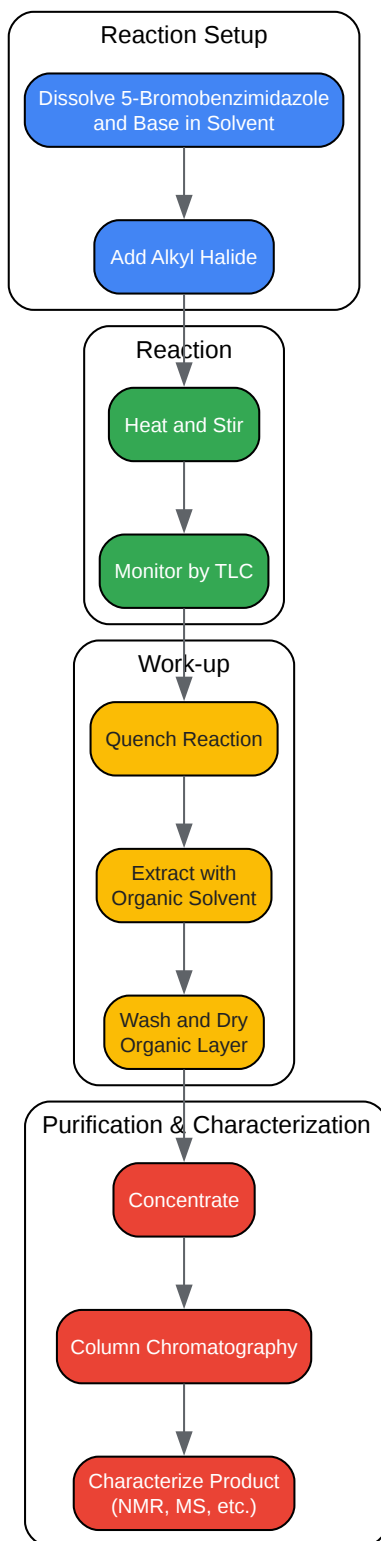 Reaction Setup
Dissolve 5-Bromobenzimidazole
and Base in Solvent
Add Alkyl Halide
Reaction
Heat and Stir
Monitor by TLC
Work-up
Quench Reaction
Extract with
Organic Solvent
Wash and Dry
Organic Layer
Purification & Characterization
Concentrate
Column Chromatography
Characterize Product
(NMR, MS, etc.)